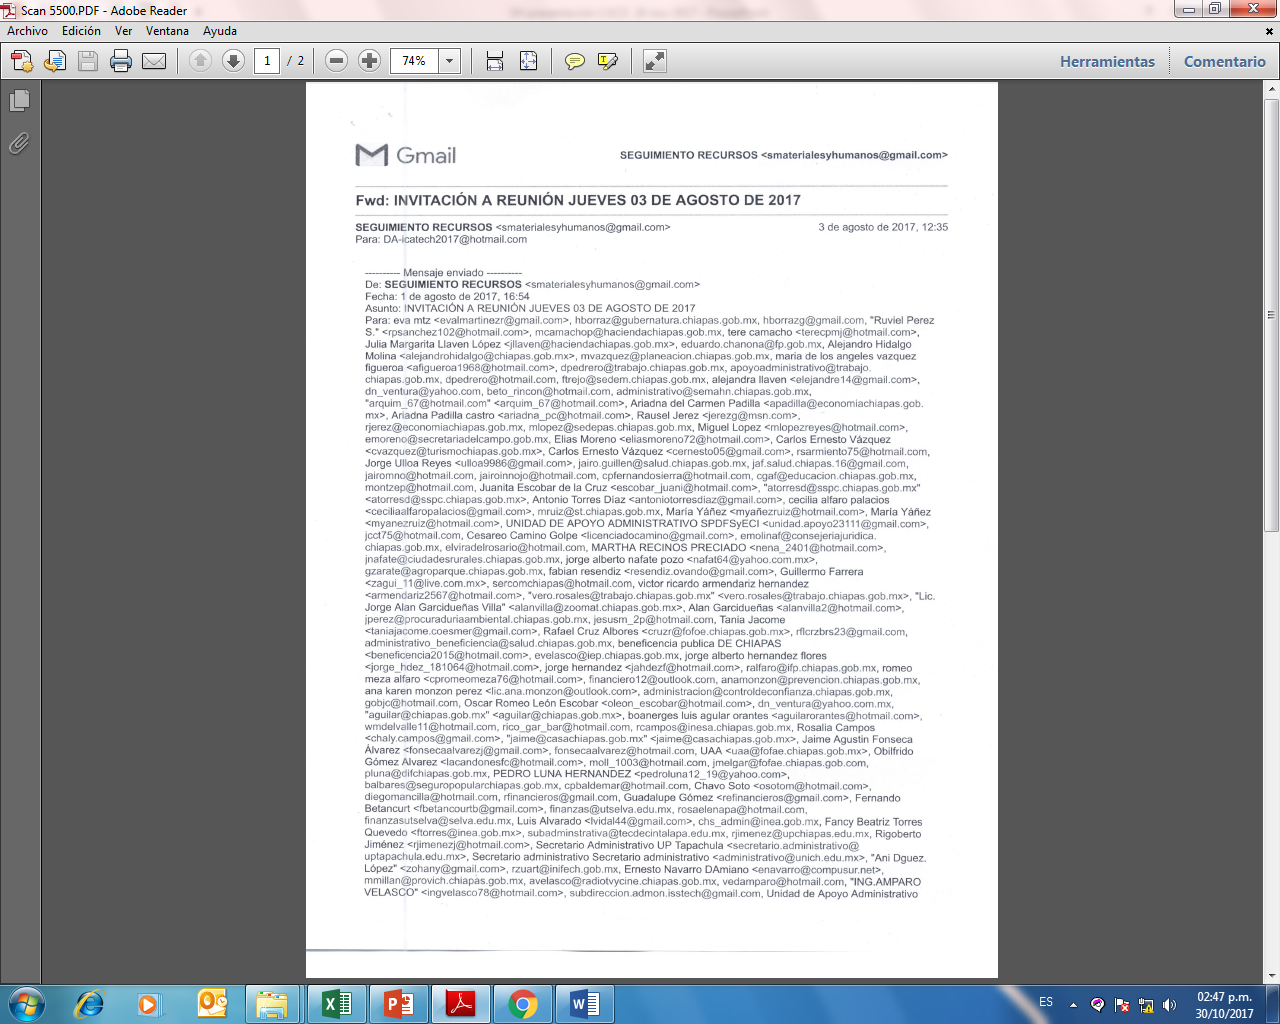 Scan 5500.PDF - Adobe Reader
Archivo Edición Ver Ventana Ayuda
1 / 2 74% Herramientas Comentario
Gmail
SEGUIMIENTO RECURSOS <smaterialesyhumanos@gmail.com>
Fwd: INVITACIÓN A REUNIÓN JUEVES 03 DE AGOSTO DE 2017
SEGUIMIENTO RECURSOS <smaterialesyhumanos@gmail.com> 3 de agosto de 2017, 12:35
Para: DA-icatech2017@hotmail.com
---------- Mensaje enviado ----------
De: SEGUIMIENTO RECURSOS <smaterialesyhumanos@gmail.com>
Fecha: 1 de agosto de 2017, 16:54
Asunto: INVITACIÓN A REUNIÓN JUEVES 03 DE AGOSTO DE 2017
Para: eva mtz <evalmartinezr@gmail.com>, hborraz@gubernatura.chiapas.gob.mx, hborrazg@gmail.com, "Ruviel Perez
S." <rpsanchez102@hotmail.com>, mcamachop@haciendachiapas.gob.mx, tere camacho <terecpmj@hotmail.com>,
Julia Margarita Llaven López <jllaven@haciendachiapas.gob.mx>, eduardo.chanona@fp.gob.mx, Alejandro Hidalgo
Molina <alejandrohidalgo@chiapas.gob.mx>, mvazquez@planeacion.chiapas.gob.mx, maria de los angeles vazquez
figueroa <afigueroa1968@hotmail.com>, dpedrero@trabajo.chiapas.gob.mx, apoyoadministrativo@trabajo.
chiapas.gob.mx, dpedrero@hotmail.com, ftrejo@sedem.chiapas.gob.mx, alejandra llaven <elejandre14@gmail.com>,
dn_ventura@yahoo.com, beto_rincon@hotmail.com, administrativo@semahn.chiapas.gob.mx,
"arquim_67@hotmail.com" <arquim_67@hotmail.com>, Ariadna del Carmen Padilla <apadilla@economiachiapas.gob.
mx>, Ariadna Padilla castro <ariadna_pc@hotmail.com>, Rausel Jerez <jerezg@msn.com>,
rjerez@economiachiapas.gob.mx, mlopez@sedepas.chiapas.gob.mx, Miguel Lopez <mlopezreyes@hotmail.com>,
emoreno@secretariadelcampo.gob.mx, Elias Moreno <eliasmoreno72@hotmail.com>, Carlos Ernesto Vázquez
<cvazquez@turismochiapas.gob.mx>, Carlos Ernesto Vázquez <cernesto05@gmail.com>, rsarmiento75@hotmail.com,
Jorge Ulloa Reyes <ulloa9986@gmail.com>, jairo.guillen@salud.chiapas.gob.mx, jaf.salud.chiapas.16@gmail.com,
jairomno@hotmail.com, jairoinnojo@hotmail.com, cpfernandosierra@hotmail.com, cgaf@educacion.chiapas.gob.mx,
montzep@hotmail.com, Juanita Escobar de la Cruz <escobar_juani@hotmail.com>, "atorresd@sspc.chiapas.gob.mx"
<atorresd@sspc.chiapas.gob.mx>, Antonio Torres Díaz <antoniotorresdiaz@gmail.com>, cecilia alfaro palacios
<ceciliaalfaropalacios@gmail.com>, mruiz@st.chiapas.gob.mx, María Yáñez <myañezruiz@hotmail.com>, María Yáñez
<myanezruiz@hotmail.com>, UNIDAD DE APOYO ADMINISTRATIVO SPDFSyECI <unidad.apoyo23111@gmail.com>,
jcct75@hotmail.com, Cesareo Camino Golpe <licenciadocamino@gmail.com>, emolinaf@consejeriajuridica.
chiapas.gob.mx, elviradelrosario@hotmail.com, MARTHA RECINOS PRECIADO <nena_2401@hotmail.com>,
jnafate@ciudadesrurales.chiapas.gob.mx, jorge alberto nafate pozo <nafat64@yahoo.com.mx>,
gzarate@agroparque.chiapas.gob.mx, fabian resendiz <resendiz.ovando@gmail.com>, Guillermo Farrera
<zagui_11@live.com.mx>, sercomchiapas@hotmail.com, victor ricardo armendariz hernandez
<armendariz2567@hotmail.com>, "vero.rosales@trabajo.chiapas.gob.mx" <vero.rosales@trabajo.chiapas.gob.mx>, "Lic.
Jorge Alan Garcidueñas Villa" <alanvilla@zoomat.chiapas.gob.mx>, Alan Garcidueñas <alanvilla2@hotmail.com>,
jperez@procuraduriaambiental.chiapas.gob.mx, jesusm_2p@hotmail.com, Tania Jacome
<taniajacome.coesmer@gmail.com>, Rafael Cruz Albores <cruzr@fofoe.chiapas.gob.mx>, rflcrzbrs23@gmail.com,
administrativo_beneficiencia@salud.chiapas.gob.mx, beneficencia publica DE CHIAPAS
<beneficencia2015@hotmail.com>, evelasco@iep.chiapas.gob.mx, jorge alberto hernandez flores
<jorge_hdez_181064@hotmail.com>, jorge hernandez <jahdezf@hotmail.com>, ralfaro@ifp.chiapas.gob.mx, romeo
meza alfaro <cpromeomeza76@hotmail.com>, financiero12@outlook.com, anamonzon@prevencion.chiapas.gob.mx,
ana karen monzon perez <lic.ana.monzon@outlook.com>, administracion@controldeconfianza.chiapas.gob.mx,
gobjc@hotmail.com, Oscar Romeo León Escobar <oleon_escobar@hotmail.com>, dn_ventura@yahoo.com.mx,
"aguilar@chiapas.gob.mx" <aguilar@chiapas.gob.mx>, boanerges luis agular orantes <aguilarorantes@hotmail.com>,
wmdelvalle11@hotmail.com, rico_gar_bar@hotmail.com, rcampos@inesa.chiapas.gob.mx, Rosalia Campos
<chaly.campos@gmail.com>, "jaime@casachiapas.gob.mx" <jaime@casachiapas.gob.mx>, Jaime Agustin Fonseca
Álvarez <fonsecaalvarezj@gmail.com>, fonsecaalvarez@hotmail.com, UAA <uaa@fofae.chiapas.gob.mx>, Obilfrido
Gómez Alvarez <lacandonesfc@hotmail.com>, moll_1003@hotmail.com, jmelgar@fofae.chiapas.gob.com,
pluna@difchiapas.gob.mx, PEDRO LUNA HERNANDEZ <pedroluna12_19@yahoo.com>,
balbares@seguropopularchiapas.gob.mx, cpbaldemar@hotmail.com, Chavo Soto <osotom@hotmail.com>,
diegomancilla@hotmail.com, rfinancieros@gmail.com, Guadalupe Gómez <refinancieros@gmail.com>, Fernando
Betancurt <fbetancourtb@gmail.com>, finanzas@utselva.edu.mx, rosaelenapa@hotmail.com,
finanzasutselva@selva.edu.mx, Luis Alvarado <lvidal44@gmail.com>, chs_admin@inea.gob.mx, Fancy Beatriz Torres
Quevedo <ftorres@inea.gob.mx>, subadminstrativa@tecdecintalapa.edu.mx, rjimenez@upchiapas.edu.mx, Rigoberto
Jiménez <rjimenezj@hotmail.com>, Secretario Administrativo UP Tapachula <secretario.administrativo@
uptapachula.edu.mx>, Secretario administrativo Secretario administrativo <administrativo@unich.edu.mx>, "Ani Dguez.
López" <zohany@gmail.com>, rzuart@inifech.gob.mx, Ernesto Navarro DAmiano <enavarro@compusur.net>,
mmillan@provich.chiapas.gob.mx, avelasco@radiotvycine.chiapas.gob.mx, vedamparo@hotmail.com, "ING.AMPARO
VELASCO" <ingvelasco78@hotmail.com>, subdireccion.admon.isstech@gmail.com, Unidad de Apoyo Administrativo
ES 02:47 p.m.
30/10/2017